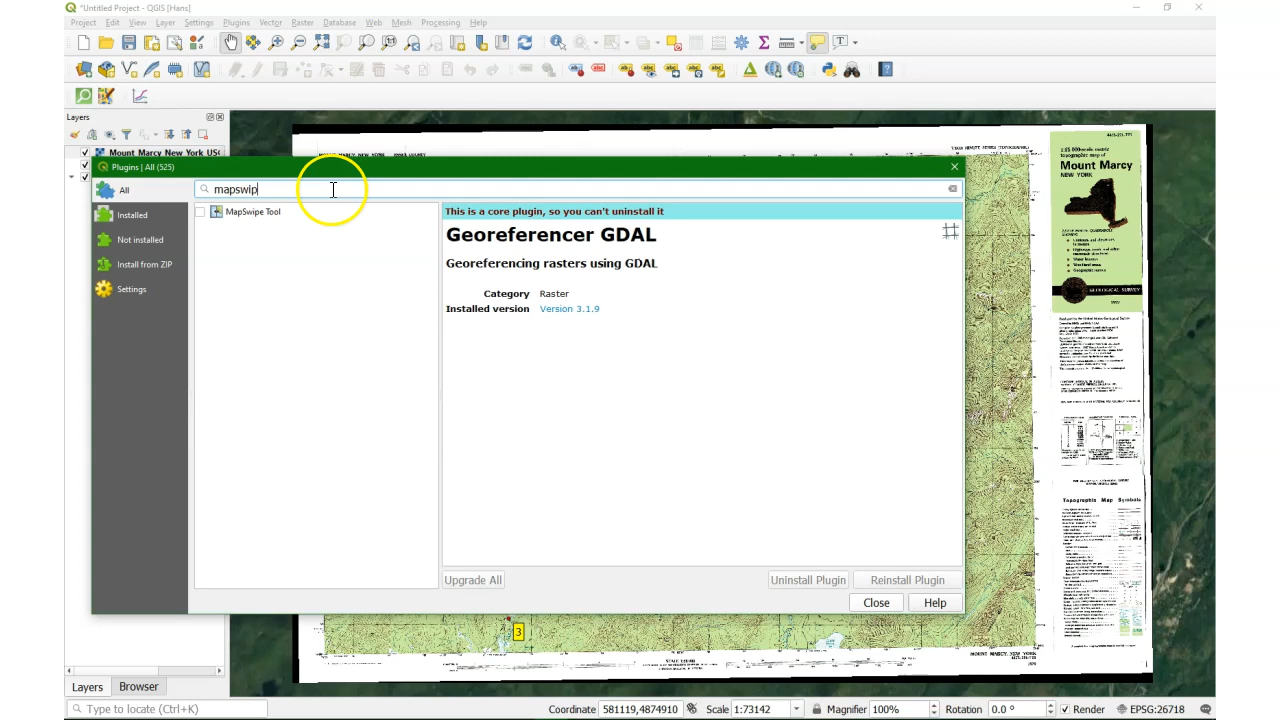 *Untitled Project - QGIS [Hans]
Project Edit View Layer Settings Plugins Vector Raster Database Web Mesh Processing Help
Layers
Mount Marcy New York US
Plugins | All (525)
All
mapswip
Installed
Not installed
Install from ZIP
Settings
MapSwipe Tool
This is a core plugin, so you can't uninstall it
Georeferencer GDAL
Georeferencing rasters using GDAL
Category Raster
Installed version Version 3.1.9
Upgrade All
Uninstall Plugin
Reinstall Plugin
Close
Help
3
Mount Marcy
NEW YORK
Topographic Map Symbols
MOUNT MARCY, NEW YORK
Layers
Browser
Type to locate (Ctrl+K)
Coordinate 581119,4874910 Scale 1:73142 Magnifier 100% Rotation 0.0 ° Render EPSG:26718